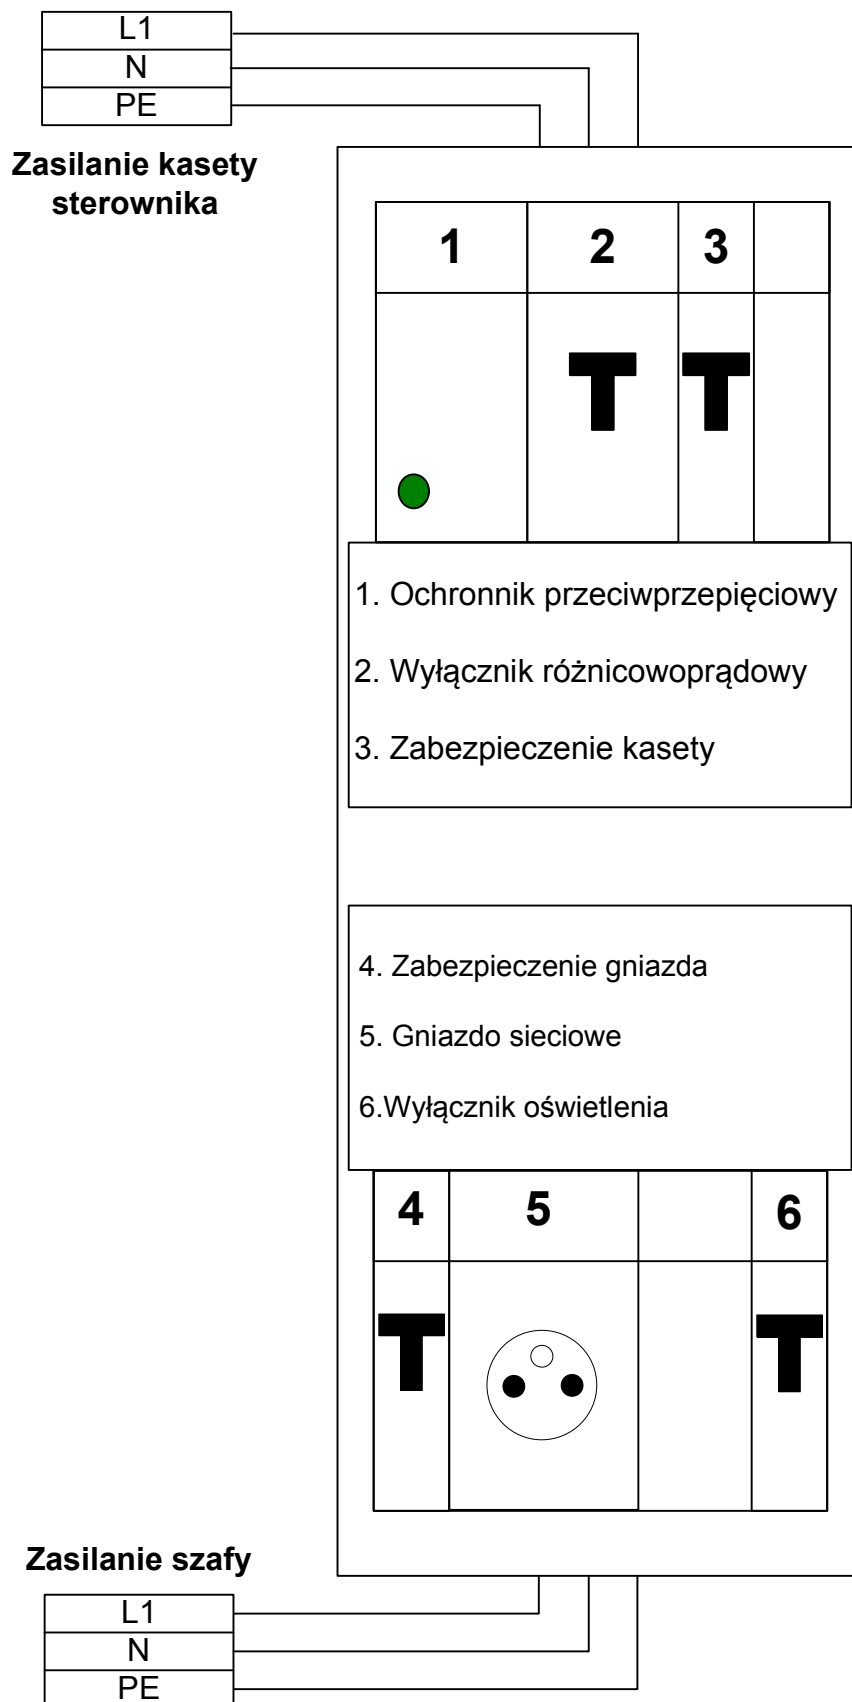 L1
N
PE
Zasilanie kasety
sterownika
1 2 3
1. Ochronnik przeciwprzepięciowy
2. Wyłącznik różnicowoprądowy
3. Zabezpieczenie kasety
4. Zabezpieczenie gniazda
5. Gniazdo sieciowe
6.Wyłącznik oświetlenia
4 5 6
Zasilanie szafy
L1
N
PE